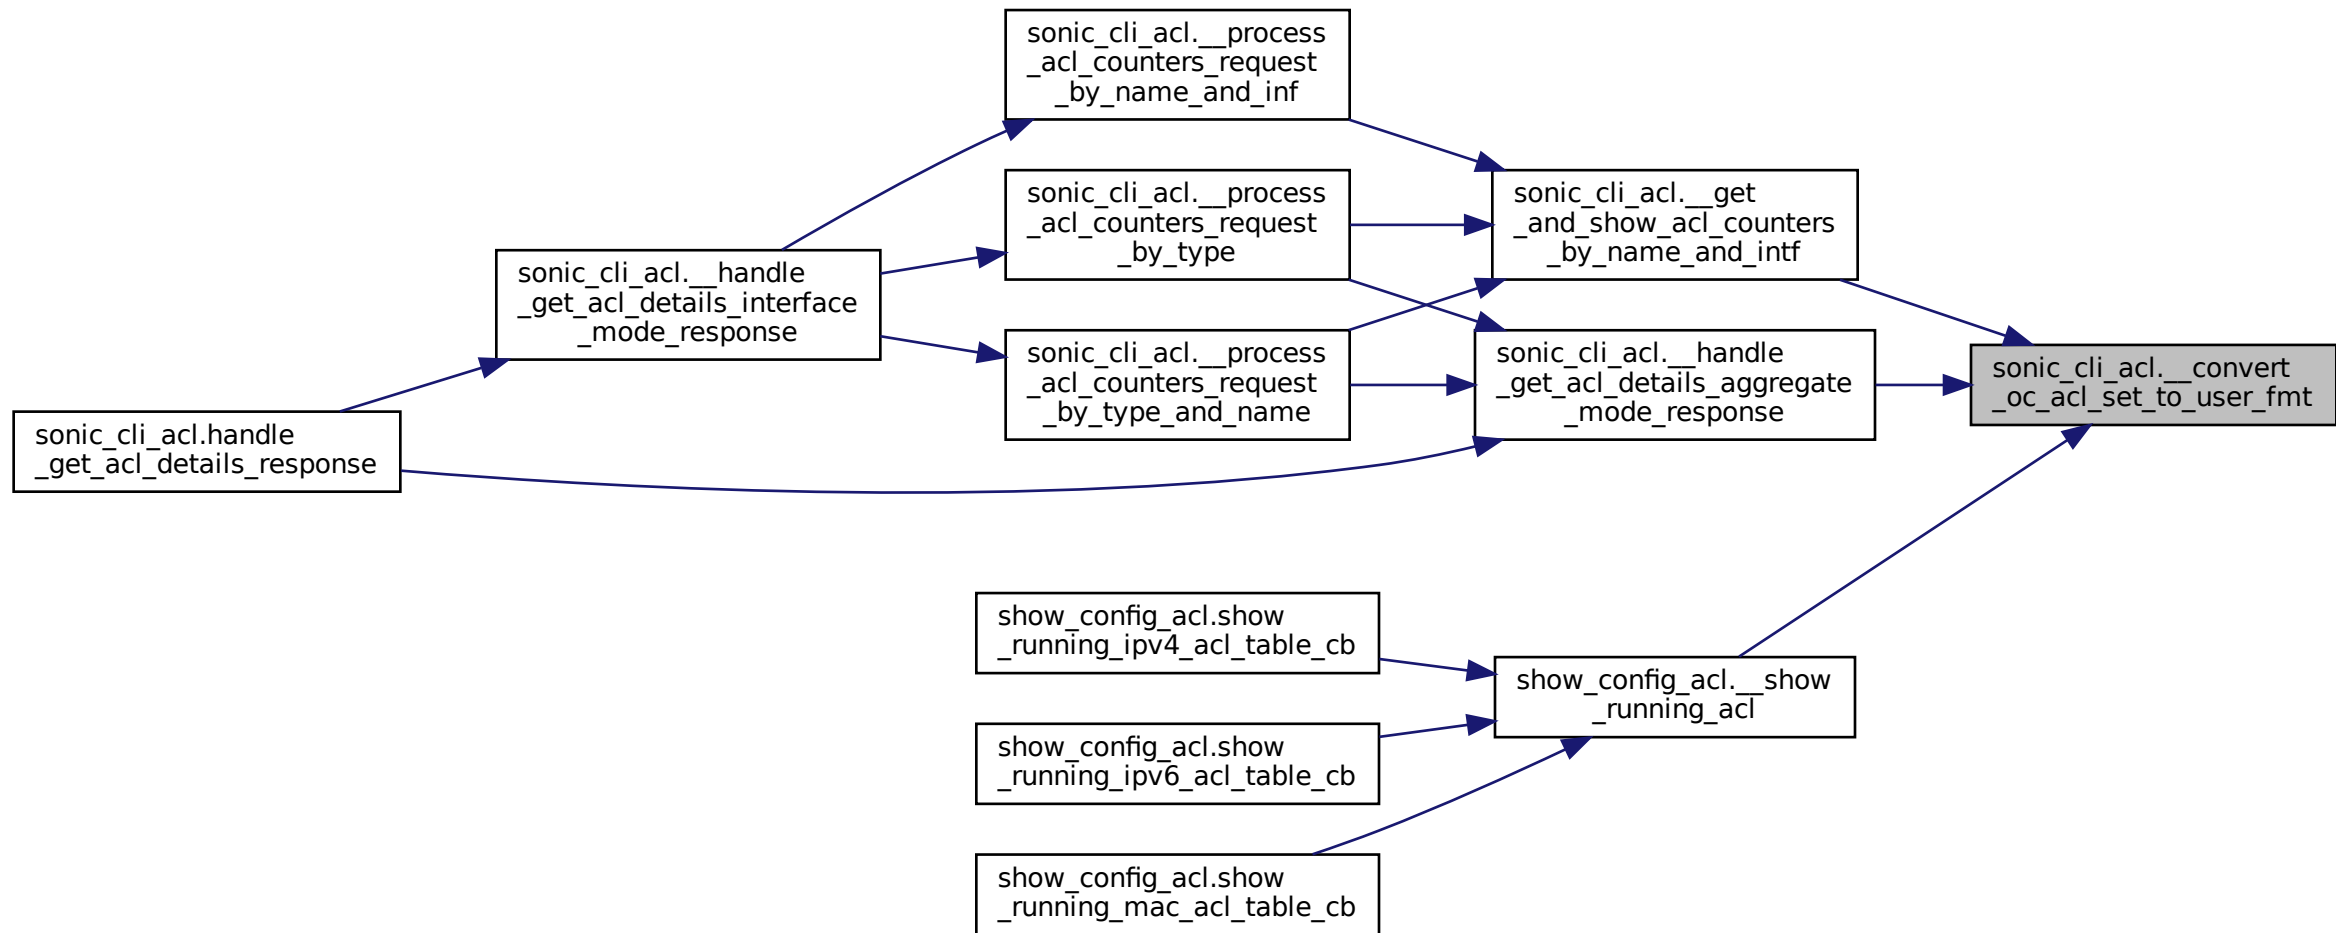 sonic_cli_acl.__process
_acl_counters_request
_by_name_and_inf
sonic_cli_acl.__process
_acl_counters_request
_by_type
sonic_cli_acl.__get
_and_show_acl_counters
_by_name_and_intf
sonic_cli_acl.__handle
_get_acl_details_interface
_mode_response
sonic_cli_acl.__process
_acl_counters_request
_by_type_and_name
sonic_cli_acl.__handle
_get_acl_details_aggregate
_mode_response
sonic_cli_acl.__convert
_oc_acl_set_to_user_fmt
sonic_cli_acl.handle
_get_acl_details_response
show_config_acl.show
_running_ipv4_acl_table_cb
show_config_acl.__show
_running_acl
show_config_acl.show
_running_ipv6_acl_table_cb
show_config_acl.show
_running_mac_acl_table_cb